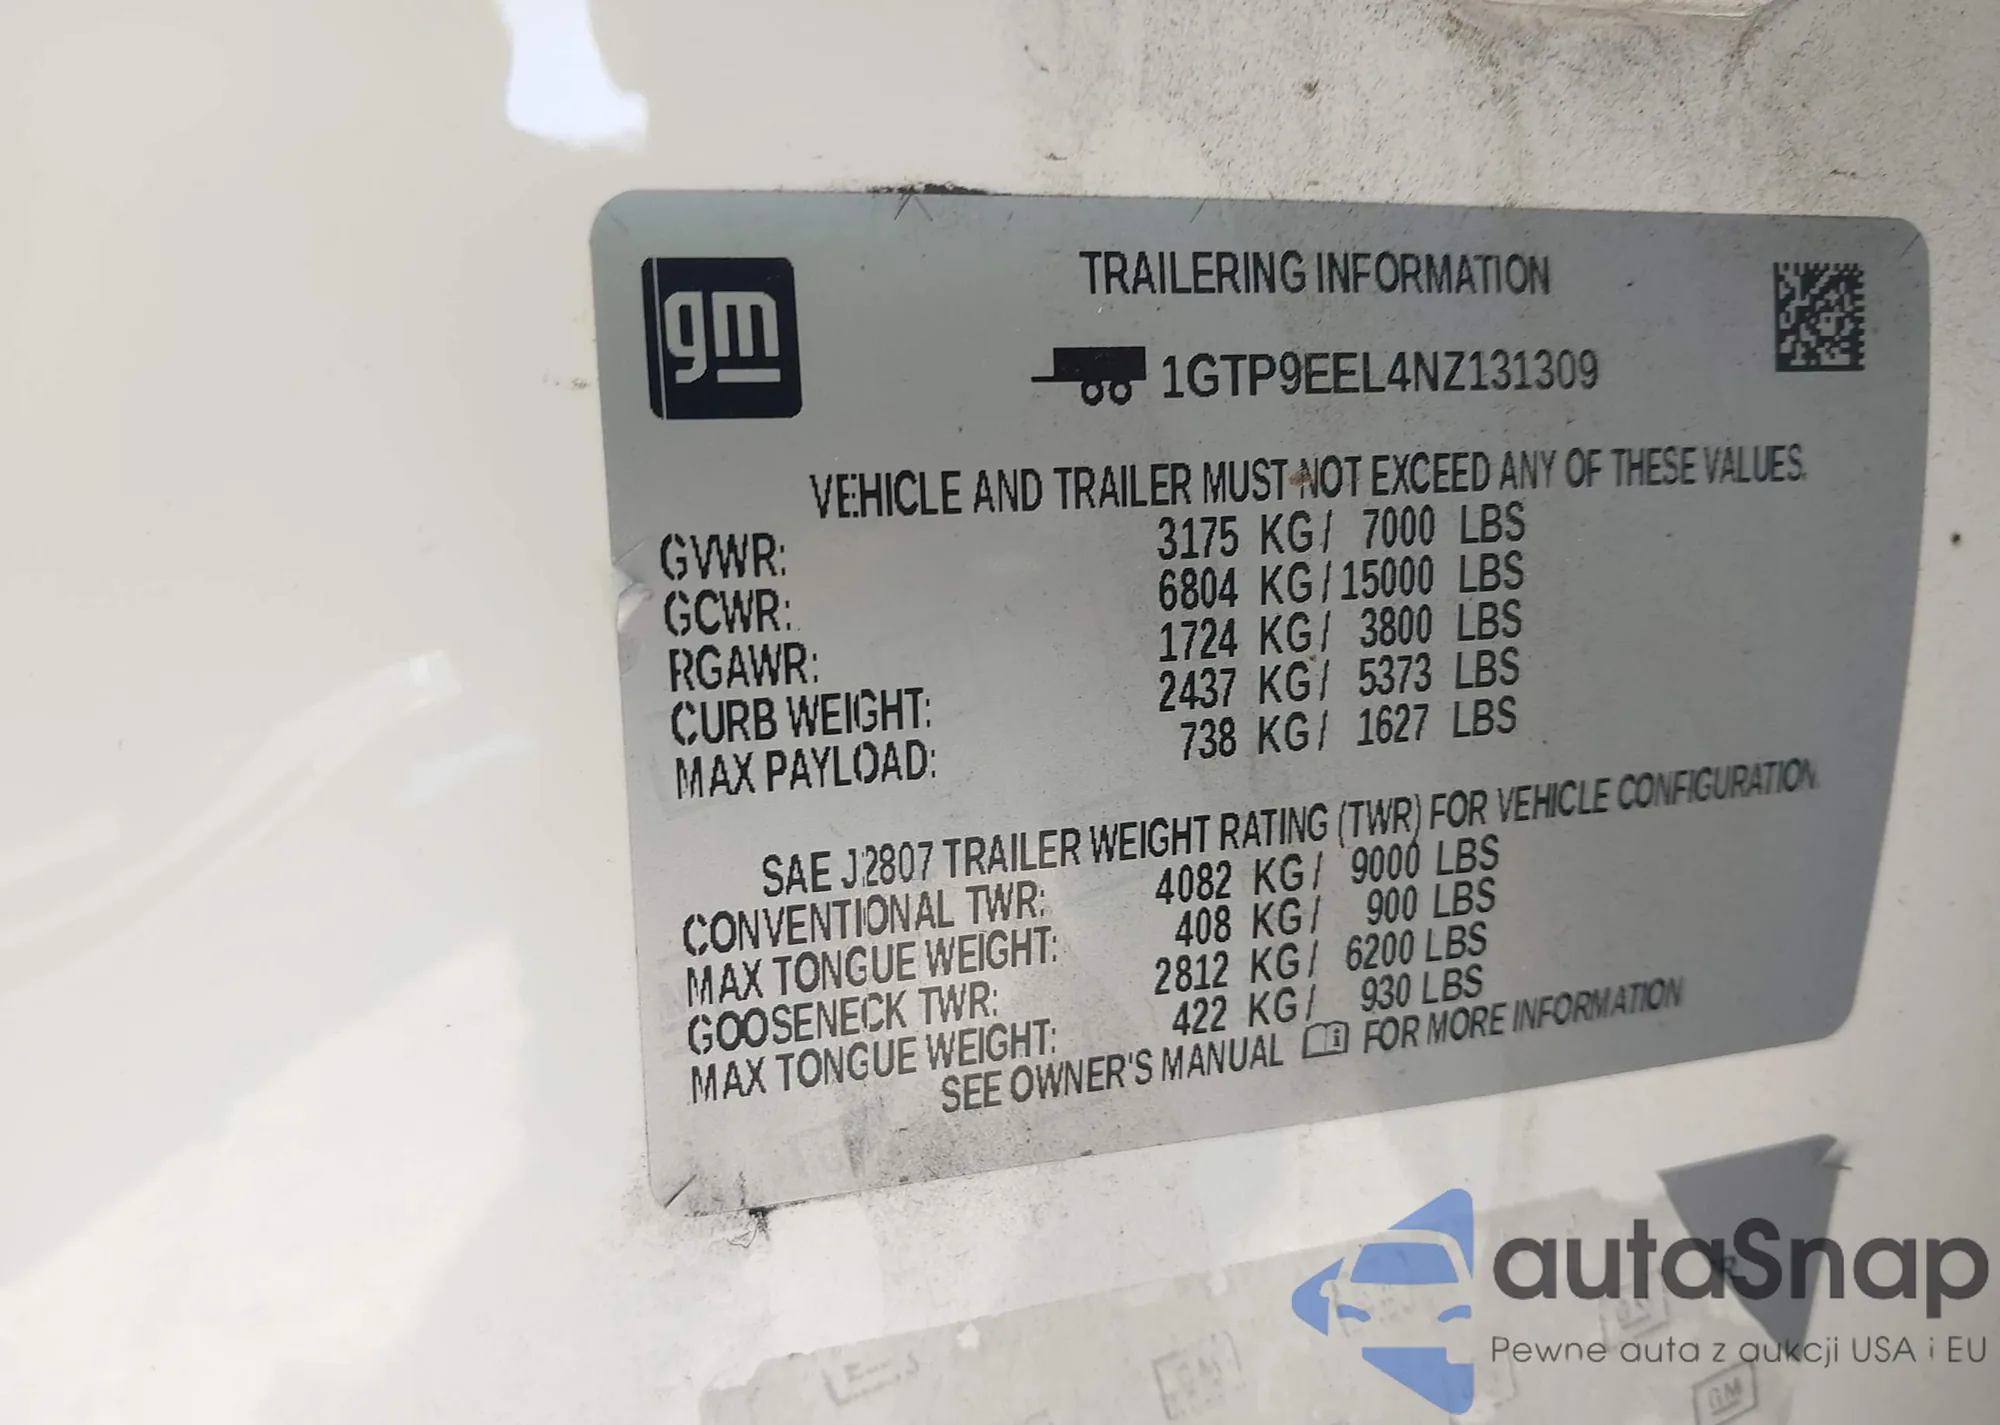 gm
TRAILERING INFORMATION
1GTP9EEL4NZ131309
VEHICLE AND TRAILER MUST NOT EXCEED ANY OF THESE VALUES.
GVWR: 3175 KG/ 7000 LBS
GCWR: 6804 KG/15000 LBS
RGAWR: 1724 KG/ 3800 LBS
CURB WEIGHT: 2437 KG/ 5373 LBS
MAX PAYLOAD: 738 KG/ 1627 LBS
SAE J2807 TRAILER WEIGHT RATING (TWR) FOR VEHICLE CONFIGURATION.
CONVENTIONAL TWR: 4082 KG/ 9000 LBS
MAX TONGUE WEIGHT: 408 KG/ 900 LBS
GOOSENECK TWR: 2812 KG/ 6200 LBS
MAX TONGUE WEIGHT: 422 KG/ 930 LBS
SEE OWNER'S MANUAL FOR MORE INFORMATION
autaSnap
Pewne auta z aukcji USA i EU
GM
GM